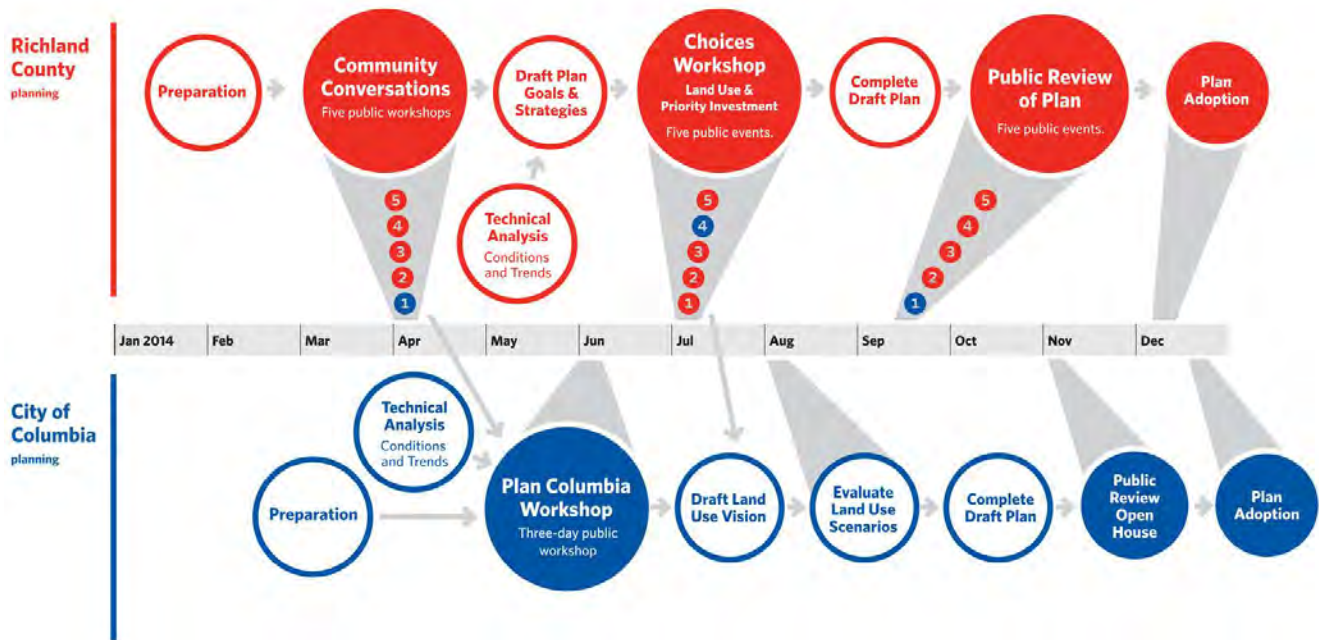 Richland
County
planning
Preparation
Community
Conversations
Five public workshops
Draft Plan
Goals &
Strategies
Choices
Workshop
Land Use &
Priority Investment
Five public events.
Complete
Draft Plan
Public Review
of Plan
Five public events.
Plan
Adoption
Technical
Analysis
Conditions
and Trends
5
4
3
2
1
5
4
3
2
1
5
4
3
2
1
Jan 2014
Feb
Mar
Apr
May
Jun
Jul
Aug
Sep
Oct
Nov
Dec
City of
Columbia
planning
Technical
Analysis
Conditions
and Trends
Preparation
Plan Columbia
Workshop
Three-day public
workshop
Draft Land
Use Vision
Evaluate
Land Use
Scenarios
Complete
Draft Plan
Public
Review
Open
House
Plan
Adoption